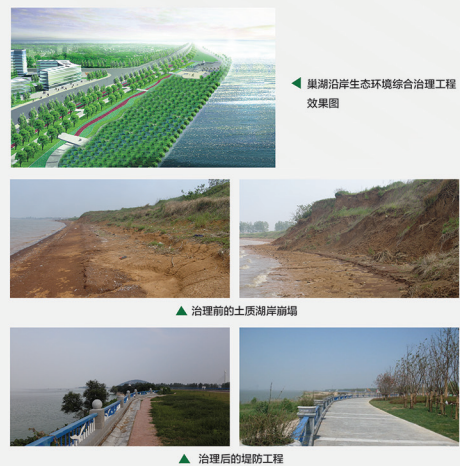 巢湖沿岸生态环境综合治理工程
效果图
治理前的土质湖岸崩塌
治理后的堤防工程